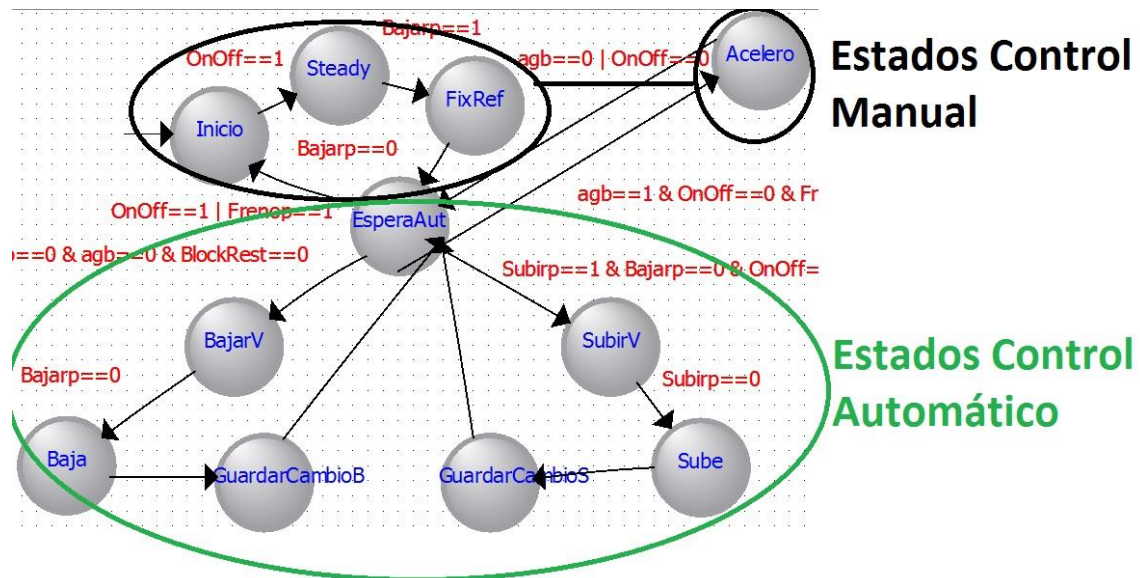 Bajarp==1
OnOff==1
Steady
agb==0 | OnOff==0
Acelero
Estados Control
Manual
FixRef
Inicio
Bajarp==0
agb==1 & OnOff==0 & Fr
OnOff==1 | Frenop==1
EsperaAut
==0 & agb==0 & BlockRest==0
Subirp==1 & Bajarp==0 & OnOff=
BajarV
SubirV
Estados Control
Automático
Bajarp==0
Subirp==0
Baja
GuardarCambioB
GuardarCambioS
Sube